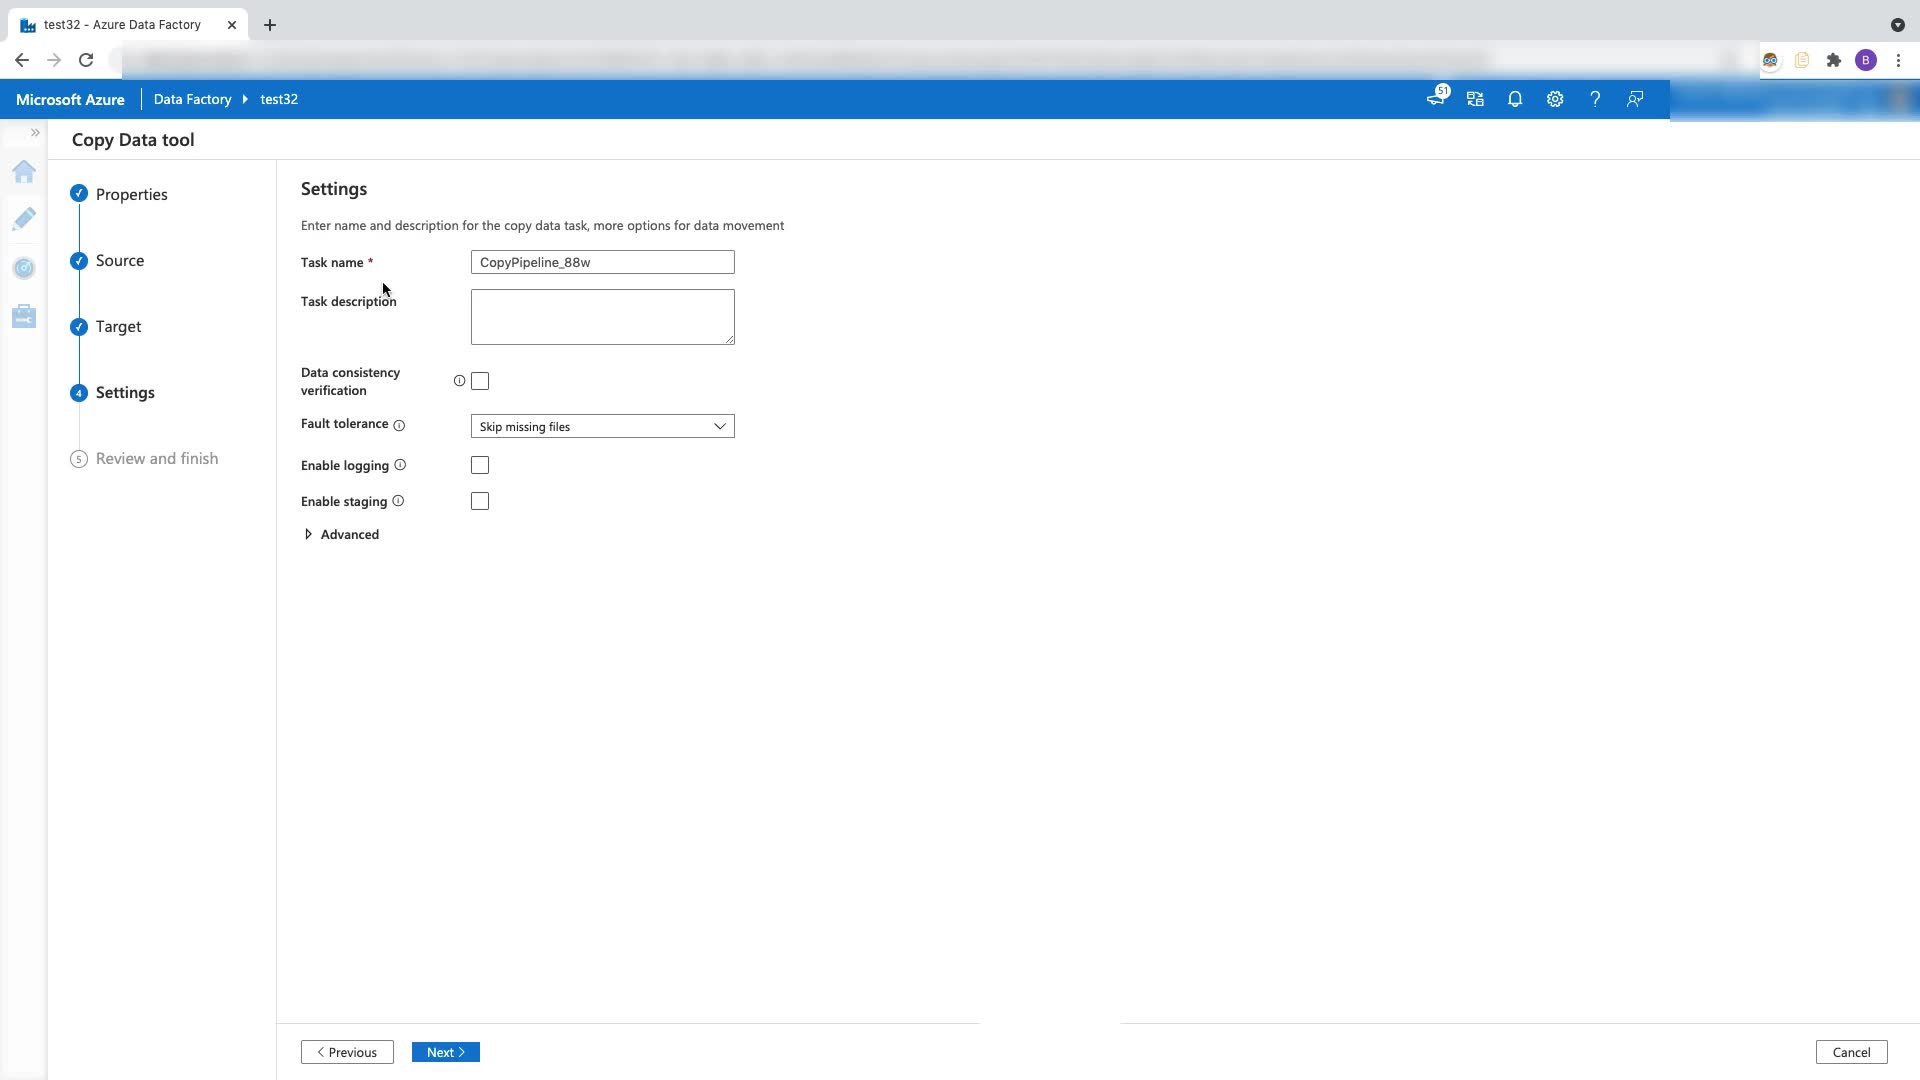 test32 - Azure Data Factory
B
Microsoft Azure
Data Factory
test32
51
Copy Data tool
Properties
Source
Target
4
Settings
5
Review and finish
Settings
Enter name and description for the copy data task, more options for data movement
Task name *
CopyPipeline_88w
Task description
Data consistency
verification
Fault tolerance
Skip missing files
Enable logging
Enable staging
Advanced
Previous
Next
Cancel